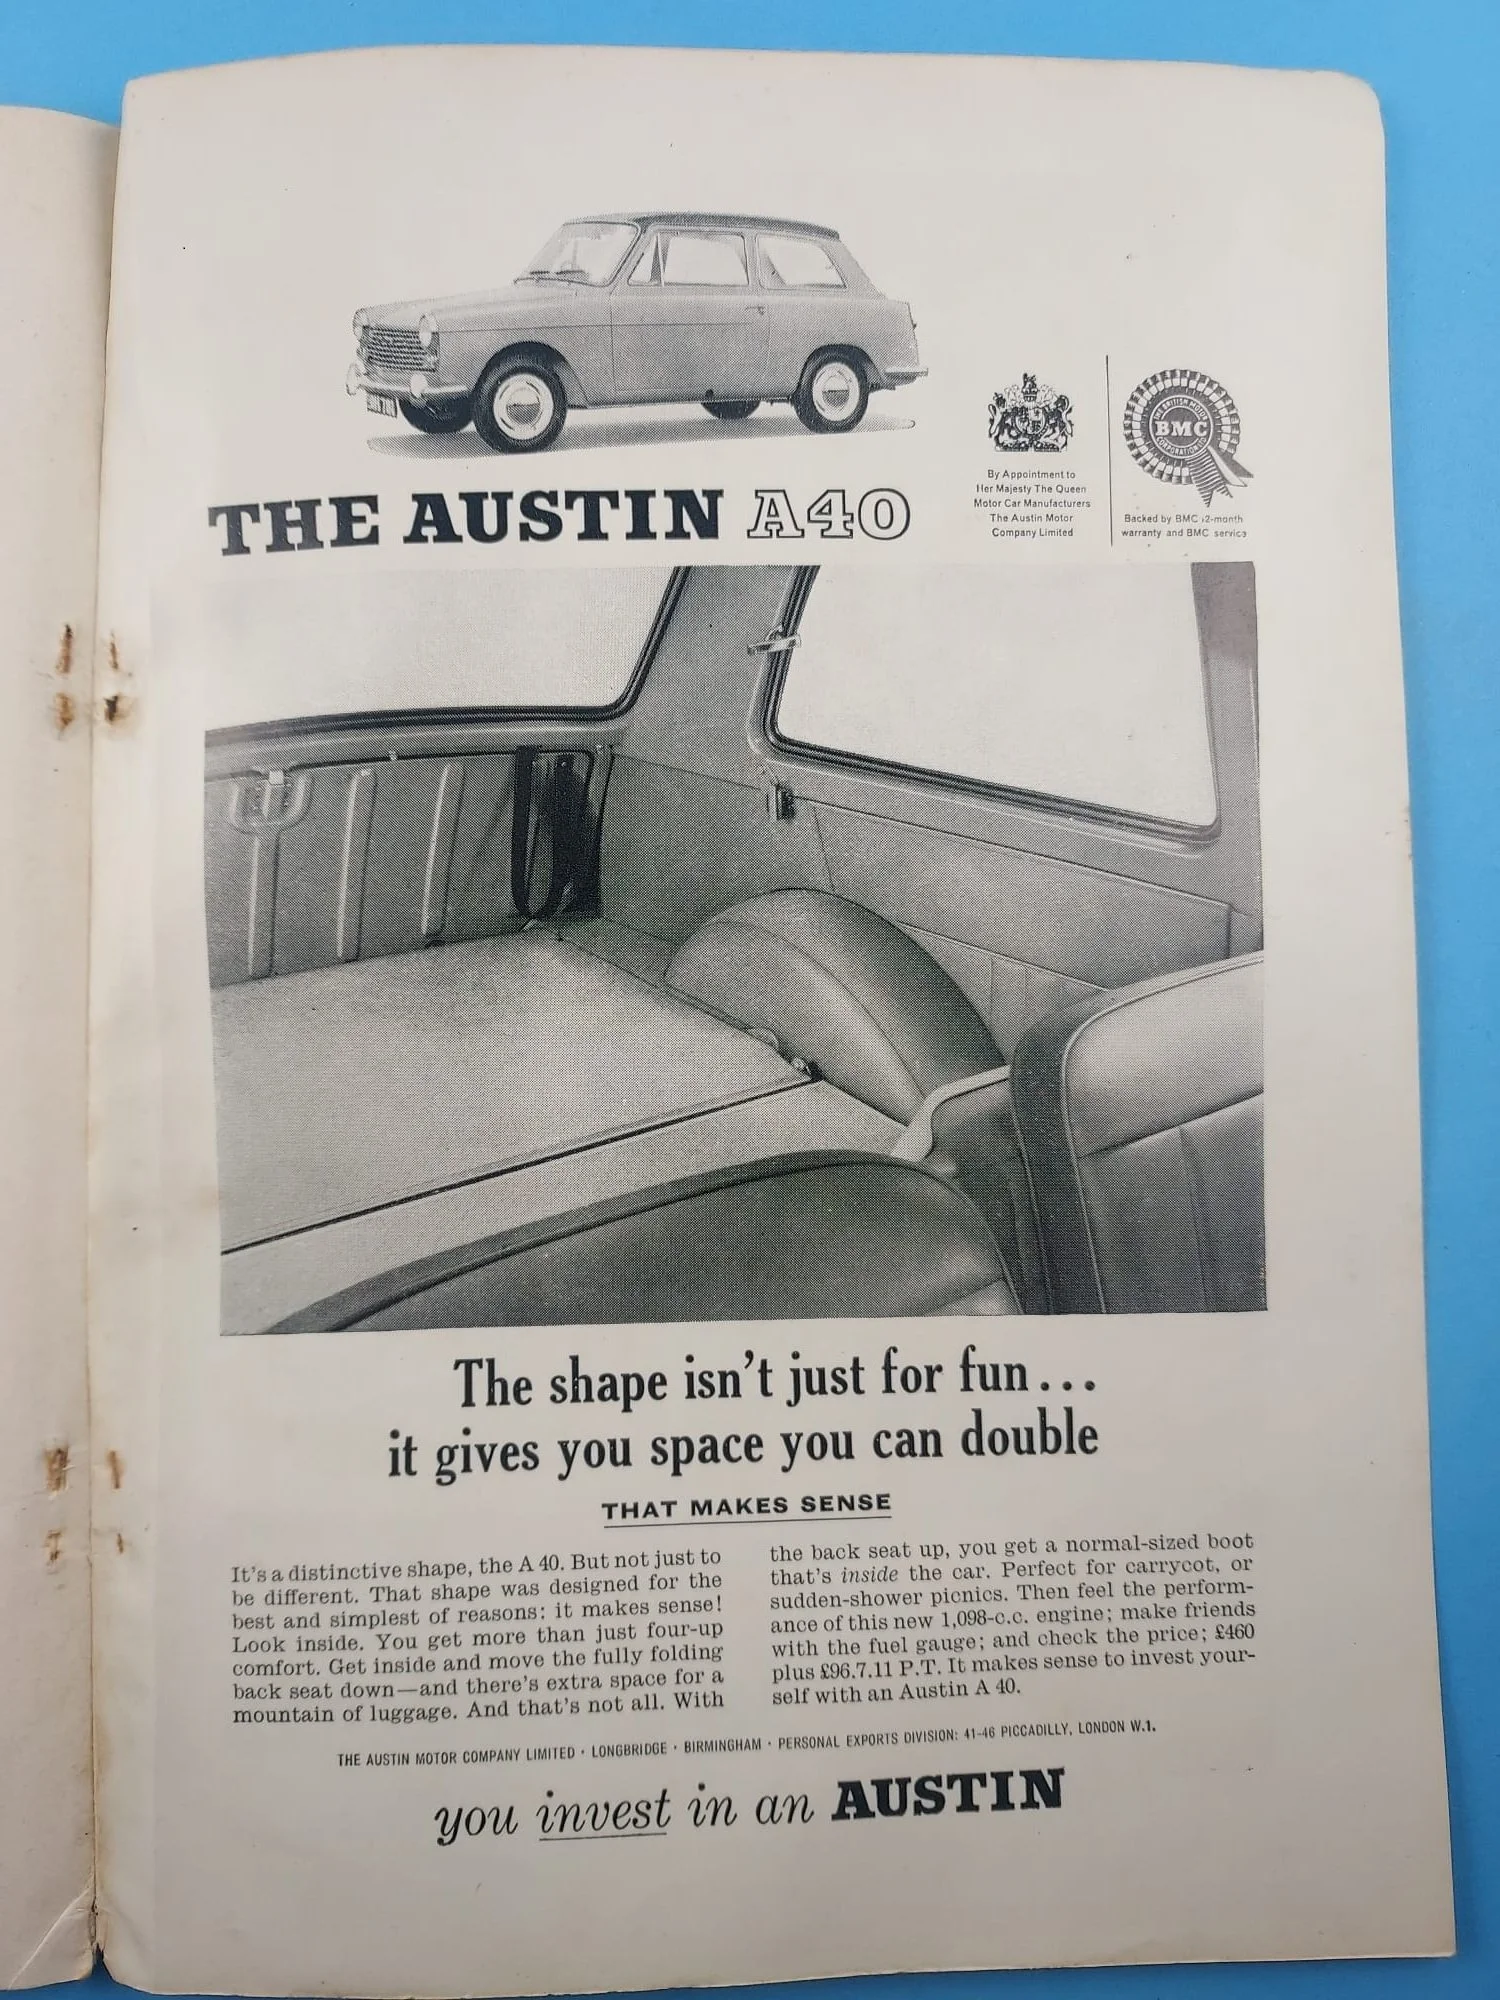 THE AUSTIN A40
By Appointment to
Her Majesty The Queen
Motor Car Manufacturers
The Austin Motor
Company Limited
THE BRITISH MOTOR
BMC
CORPORATION LTD
Backed by BMC 12-month
warranty and BMC service
The shape isn't just for fun...
it gives you space you can double
THAT MAKES SENSE
It's a distinctive shape, the A 40. But not just to
be different. That shape was designed for the
best and simplest of reasons: it makes sense!
Look inside. You get more than just four-up
comfort. Get inside and move the fully folding
back seat down—and there's extra space for a
mountain of luggage. And that's not all. With
the back seat up, you get a normal-sized boot
that's inside the car. Perfect for carrycot, or
sudden-shower picnics. Then feel the perform-
ance of this new 1,098-c.c. engine; make friends
with the fuel gauge; and check the price; £460
plus £96.7.11 P.T. It makes sense to invest your-
self with an Austin A 40.
THE AUSTIN MOTOR COMPANY LIMITED · LONGBRIDGE · BIRMINGHAM · PERSONAL EXPORTS DIVISION: 41-46 PICCADILLY, LONDON W.1.
you invest in an AUSTIN